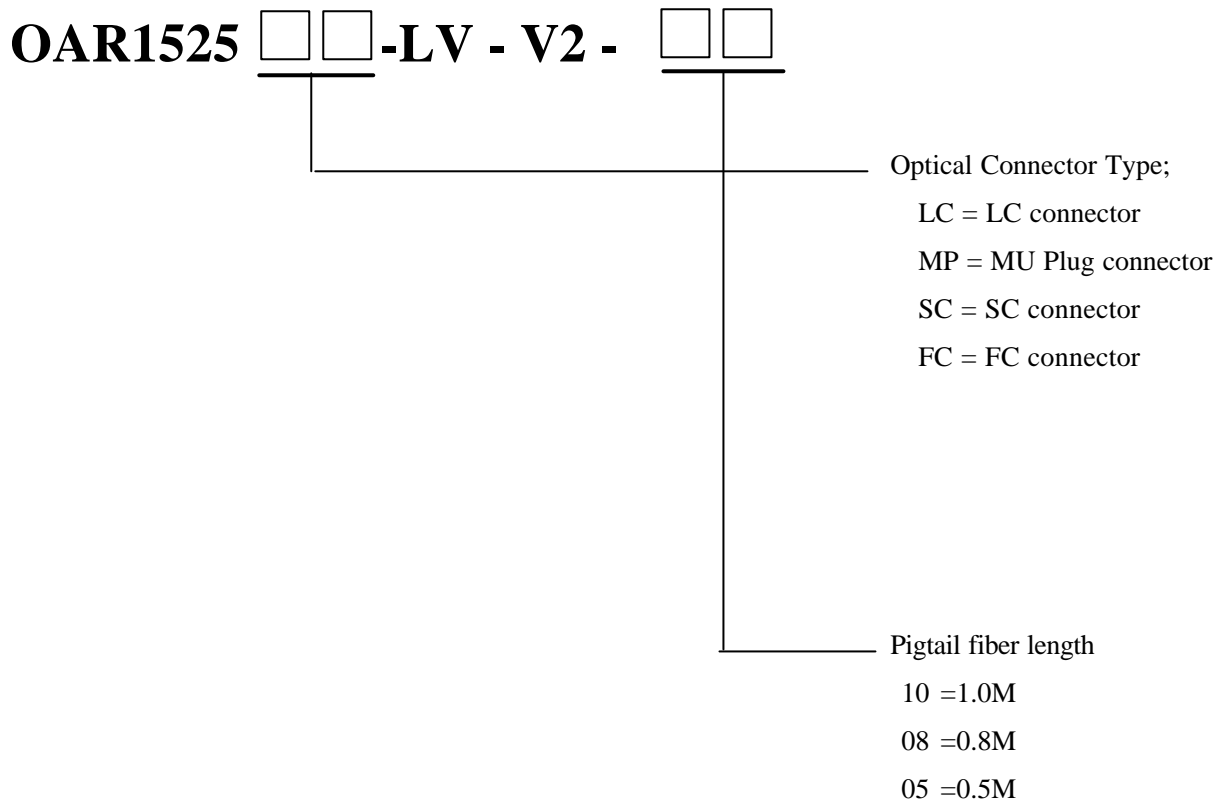 OAR1525 □□-LV - V2 - □□
Optical Connector Type;
LC = LC connector
MP = MU Plug connector
SC = SC connector
FC = FC connector
Pigtail fiber length
10 =1.0M
08 =0.8M
05 =0.5M